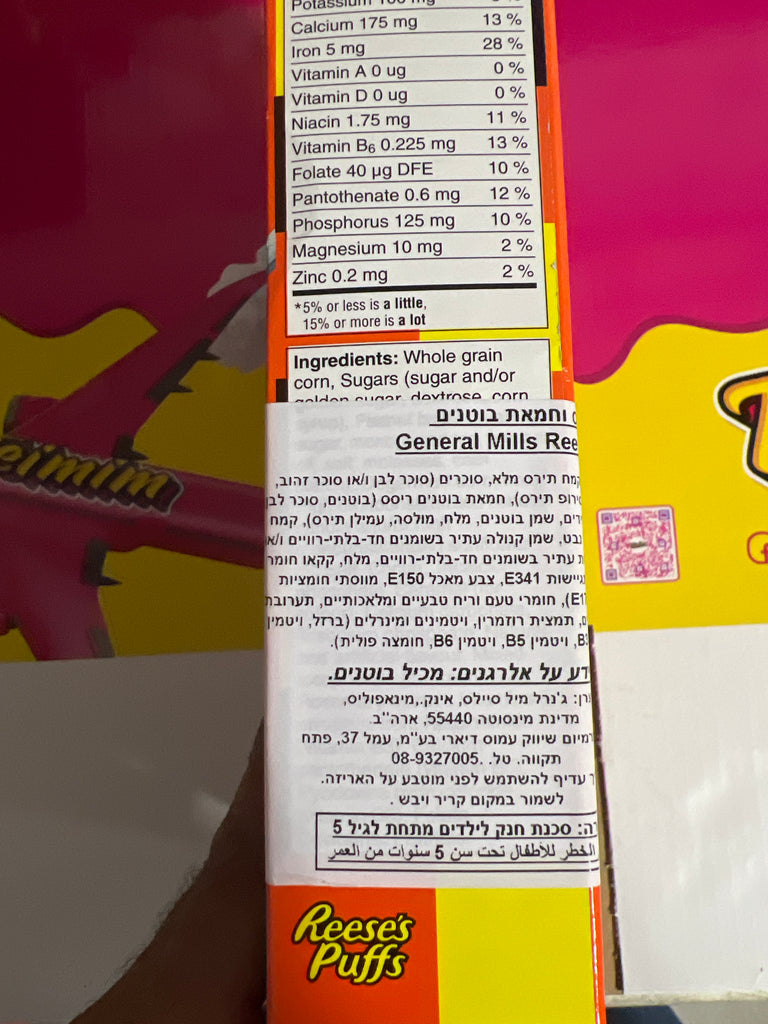 Calcium 175 mg 13 %
Iron 5 mg 28 %
Vitamin A 0 ug 0 %
Vitamin D 0 ug 0 %
Niacin 1.75 mg 11 %
Vitamin B6 0.225 mg 13 %
Folate 40 µg DFE 10 %
Pantothenate 0.6 mg 12 %
Phosphorus 125 mg 10 %
Magnesium 10 mg 2 %
Zinc 0.2 mg 2 %
*5% or less is a little,
15% or more is a lot
Ingredients: Whole grain
corn, Sugars (sugar and/or
golden sugar, dextrose, corn
וחמאת בוטנים
General Mills Ree
קמח תירס מלא, סוכרים (סוכר לבן ו/או סוכר זהוב,
תירס), חמאת בוטנים ריסס (בוטנים, סוכר לבן
שמן בוטנים, מלח, מולסה, עמילן תירס), קמח
שמן קנולה עתיר בשומנים חד-בלתי-רוויים ו/או
עתיר בשומנים חד-בלתי-רוויים, מלח, קקאו חומר
E341, צבע מאכל E150, מווסתי חומציות
חומרי טעם וריח טבעיים ומלאכותיים, תערובת
תמצית רוזמרין, ויטמינים ומינרלים (ברזל, ויטמין
ויטמין B5, ויטמין B6, חומצה פולית).
על אלרגנים: מכיל בוטנים.
ג'נרל מיל סיילס, אינק.,מינאפוליס,
מדינת מינסוטה 55440, ארה"ב.
שיווק עמוס דיארי בע"מ, עמל 37, פתח
תקווה. טל. .08-9327005
עדיף להשתמש לפני מוטבע על האריזה.
לשמור במקום קריר ויבש .
סכנת חנק לילדים מתחת לגיל 5
الخطر للأطفال تحت سن 5 سنوات من العمر
Reese's
Puffs
eimim